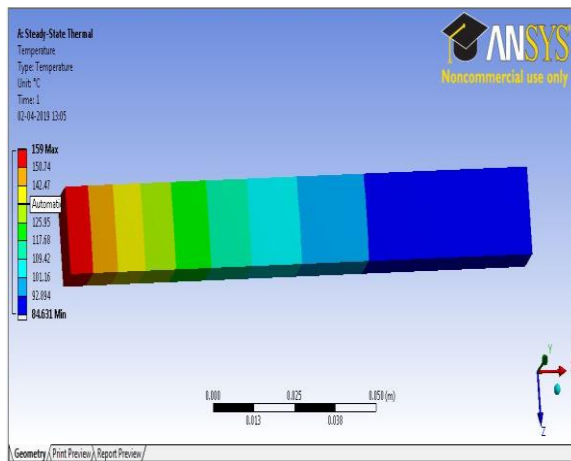 A: Steady-State Thermal
Temperature
Type: Temperature
Unit: °C
Time: 1
02-04-2019 13:05
ANSYS
Noncommercial use only
159 Max
150.74
142.47
Automati
125.95
117.68
109.42
101.16
92.894
84.631 Min
Y
Z
0.000
0.025
0.050 (m)
0.013
0.038
Geometry
Print Preview
Report Preview